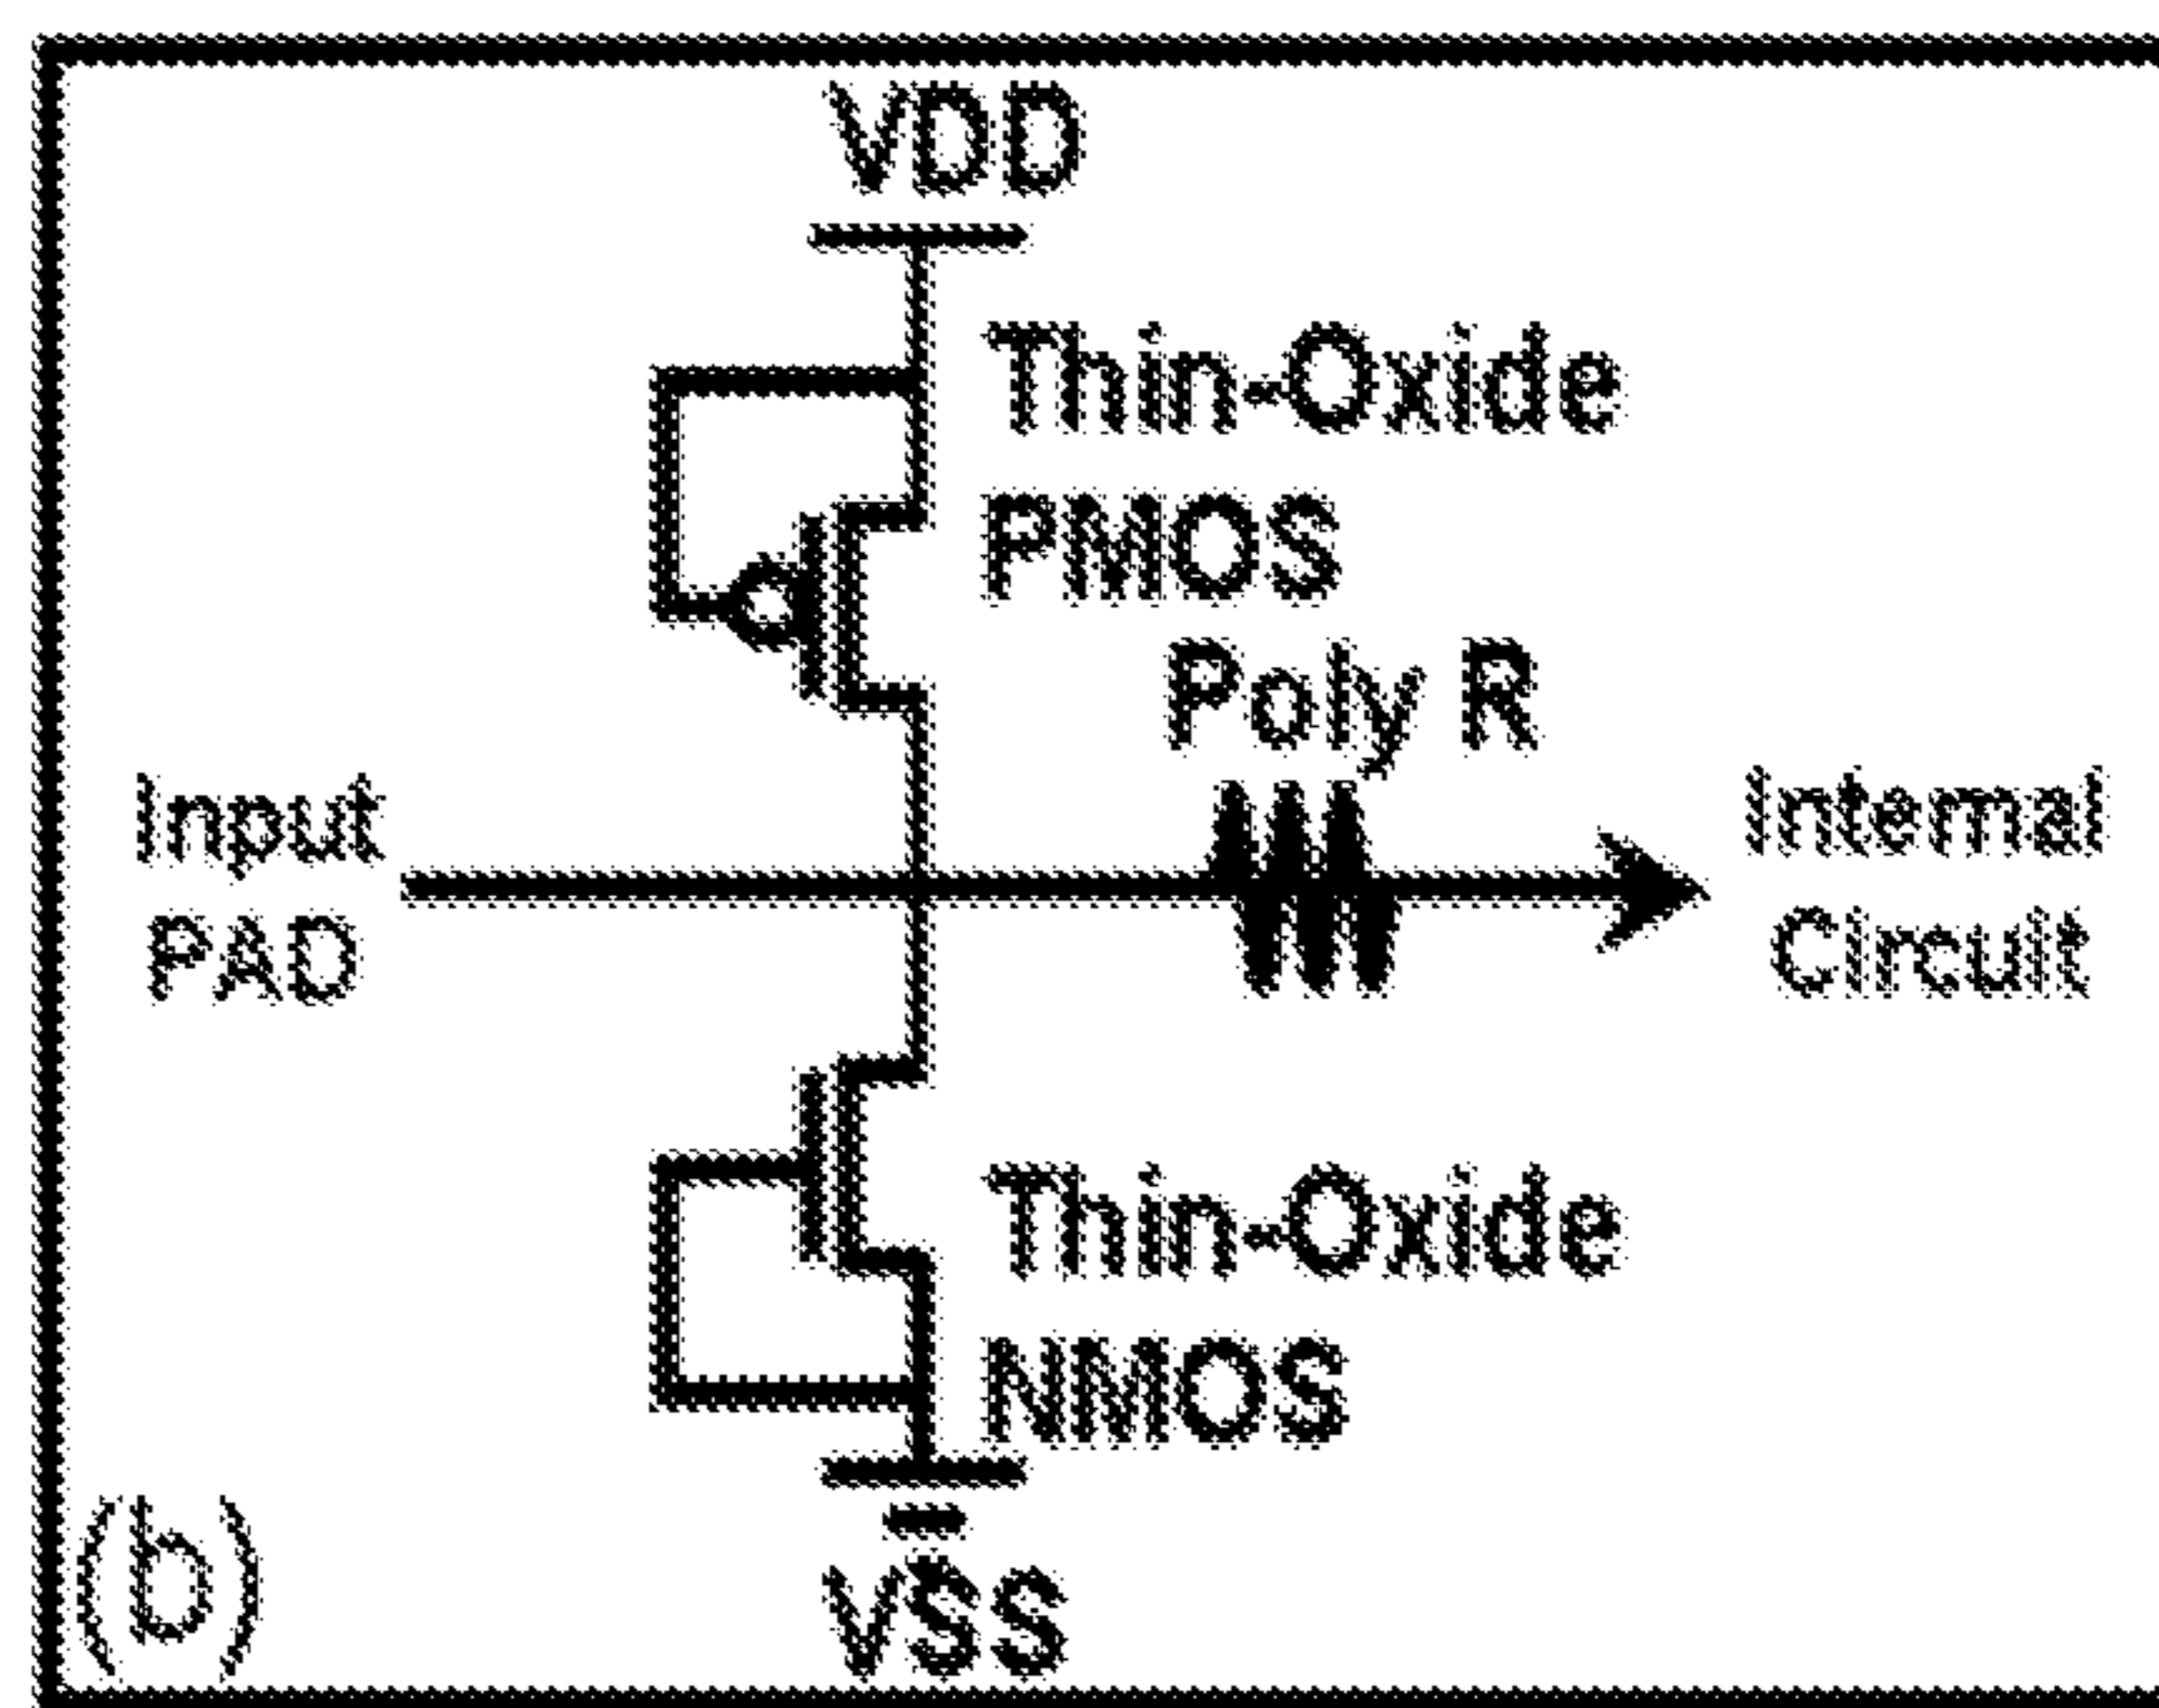 VDD
Thin-Oxide
PMOS
Poly R
Input
PAD
Internal
Circuit
Thin-Oxide
NMOS
VSS
(b)